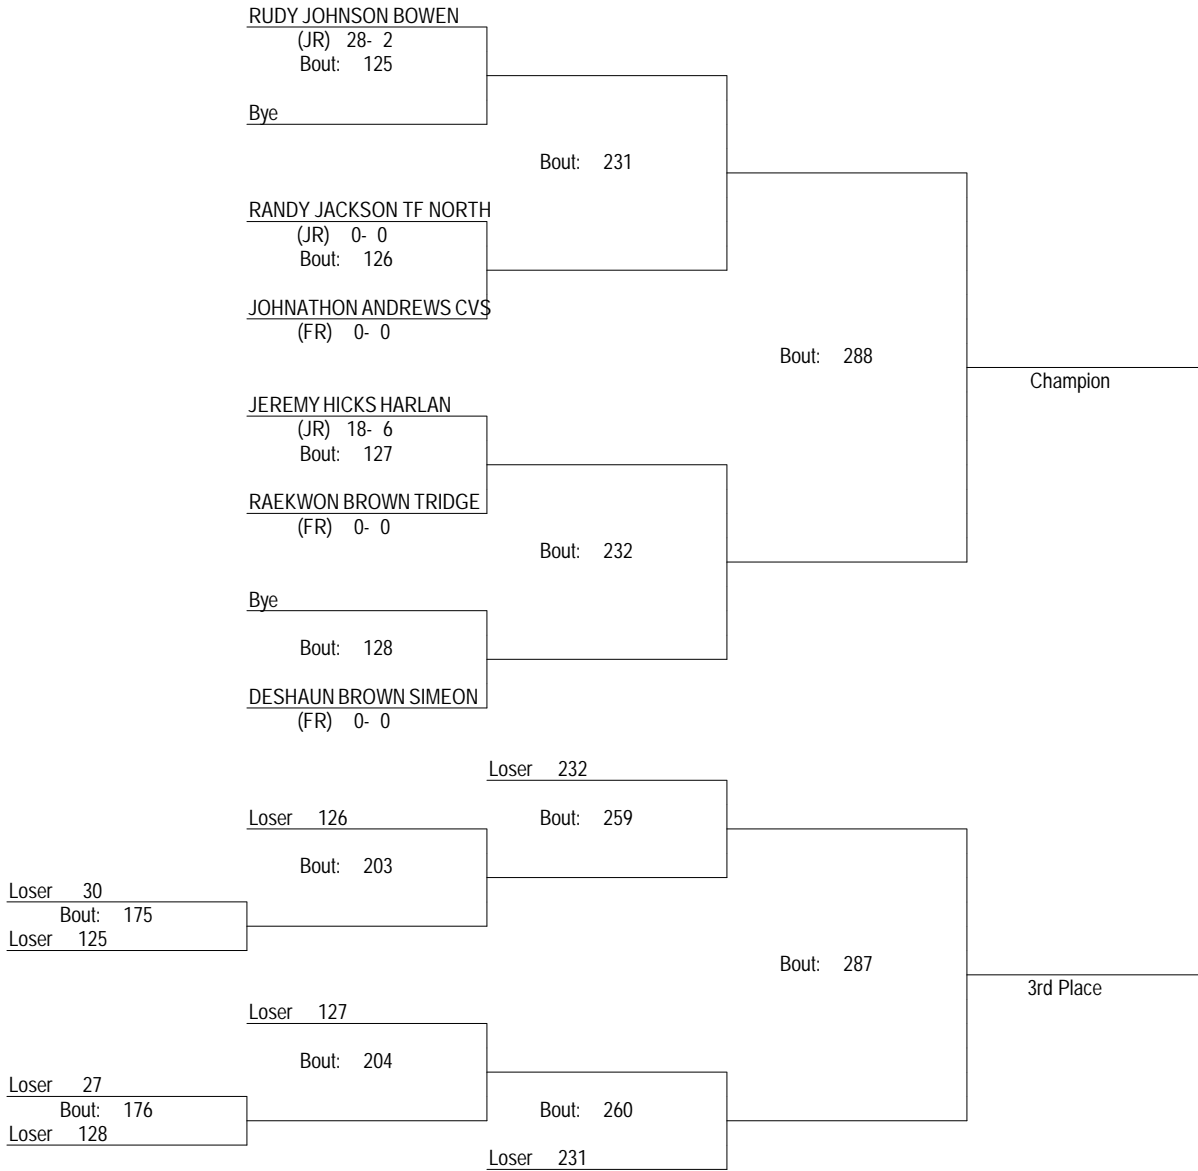 RUDY JOHNSON BOWEN
(JR) 28- 2
Bout: 125
Bye
Bout: 231
RANDY JACKSON TF NORTH
(JR) 0- 0
Bout: 126
JOHNATHON ANDREWS CVS
(FR) 0- 0
Bout: 288
Champion
JEREMY HICKS HARLAN
(JR) 18- 6
Bout: 127
RAEKWON BROWN TRIDGE
(FR) 0- 0
Bout: 232
Bye
Bout: 128
DESHAUN BROWN SIMEON
(FR) 0- 0
Loser 232
Loser 126
Bout: 259
Bout: 203
Loser 30
Bout: 175
Loser 125
Bout: 287
3rd Place
Loser 127
Bout: 204
Loser 27
Bout: 176
Bout: 260
Loser 128
Loser 231